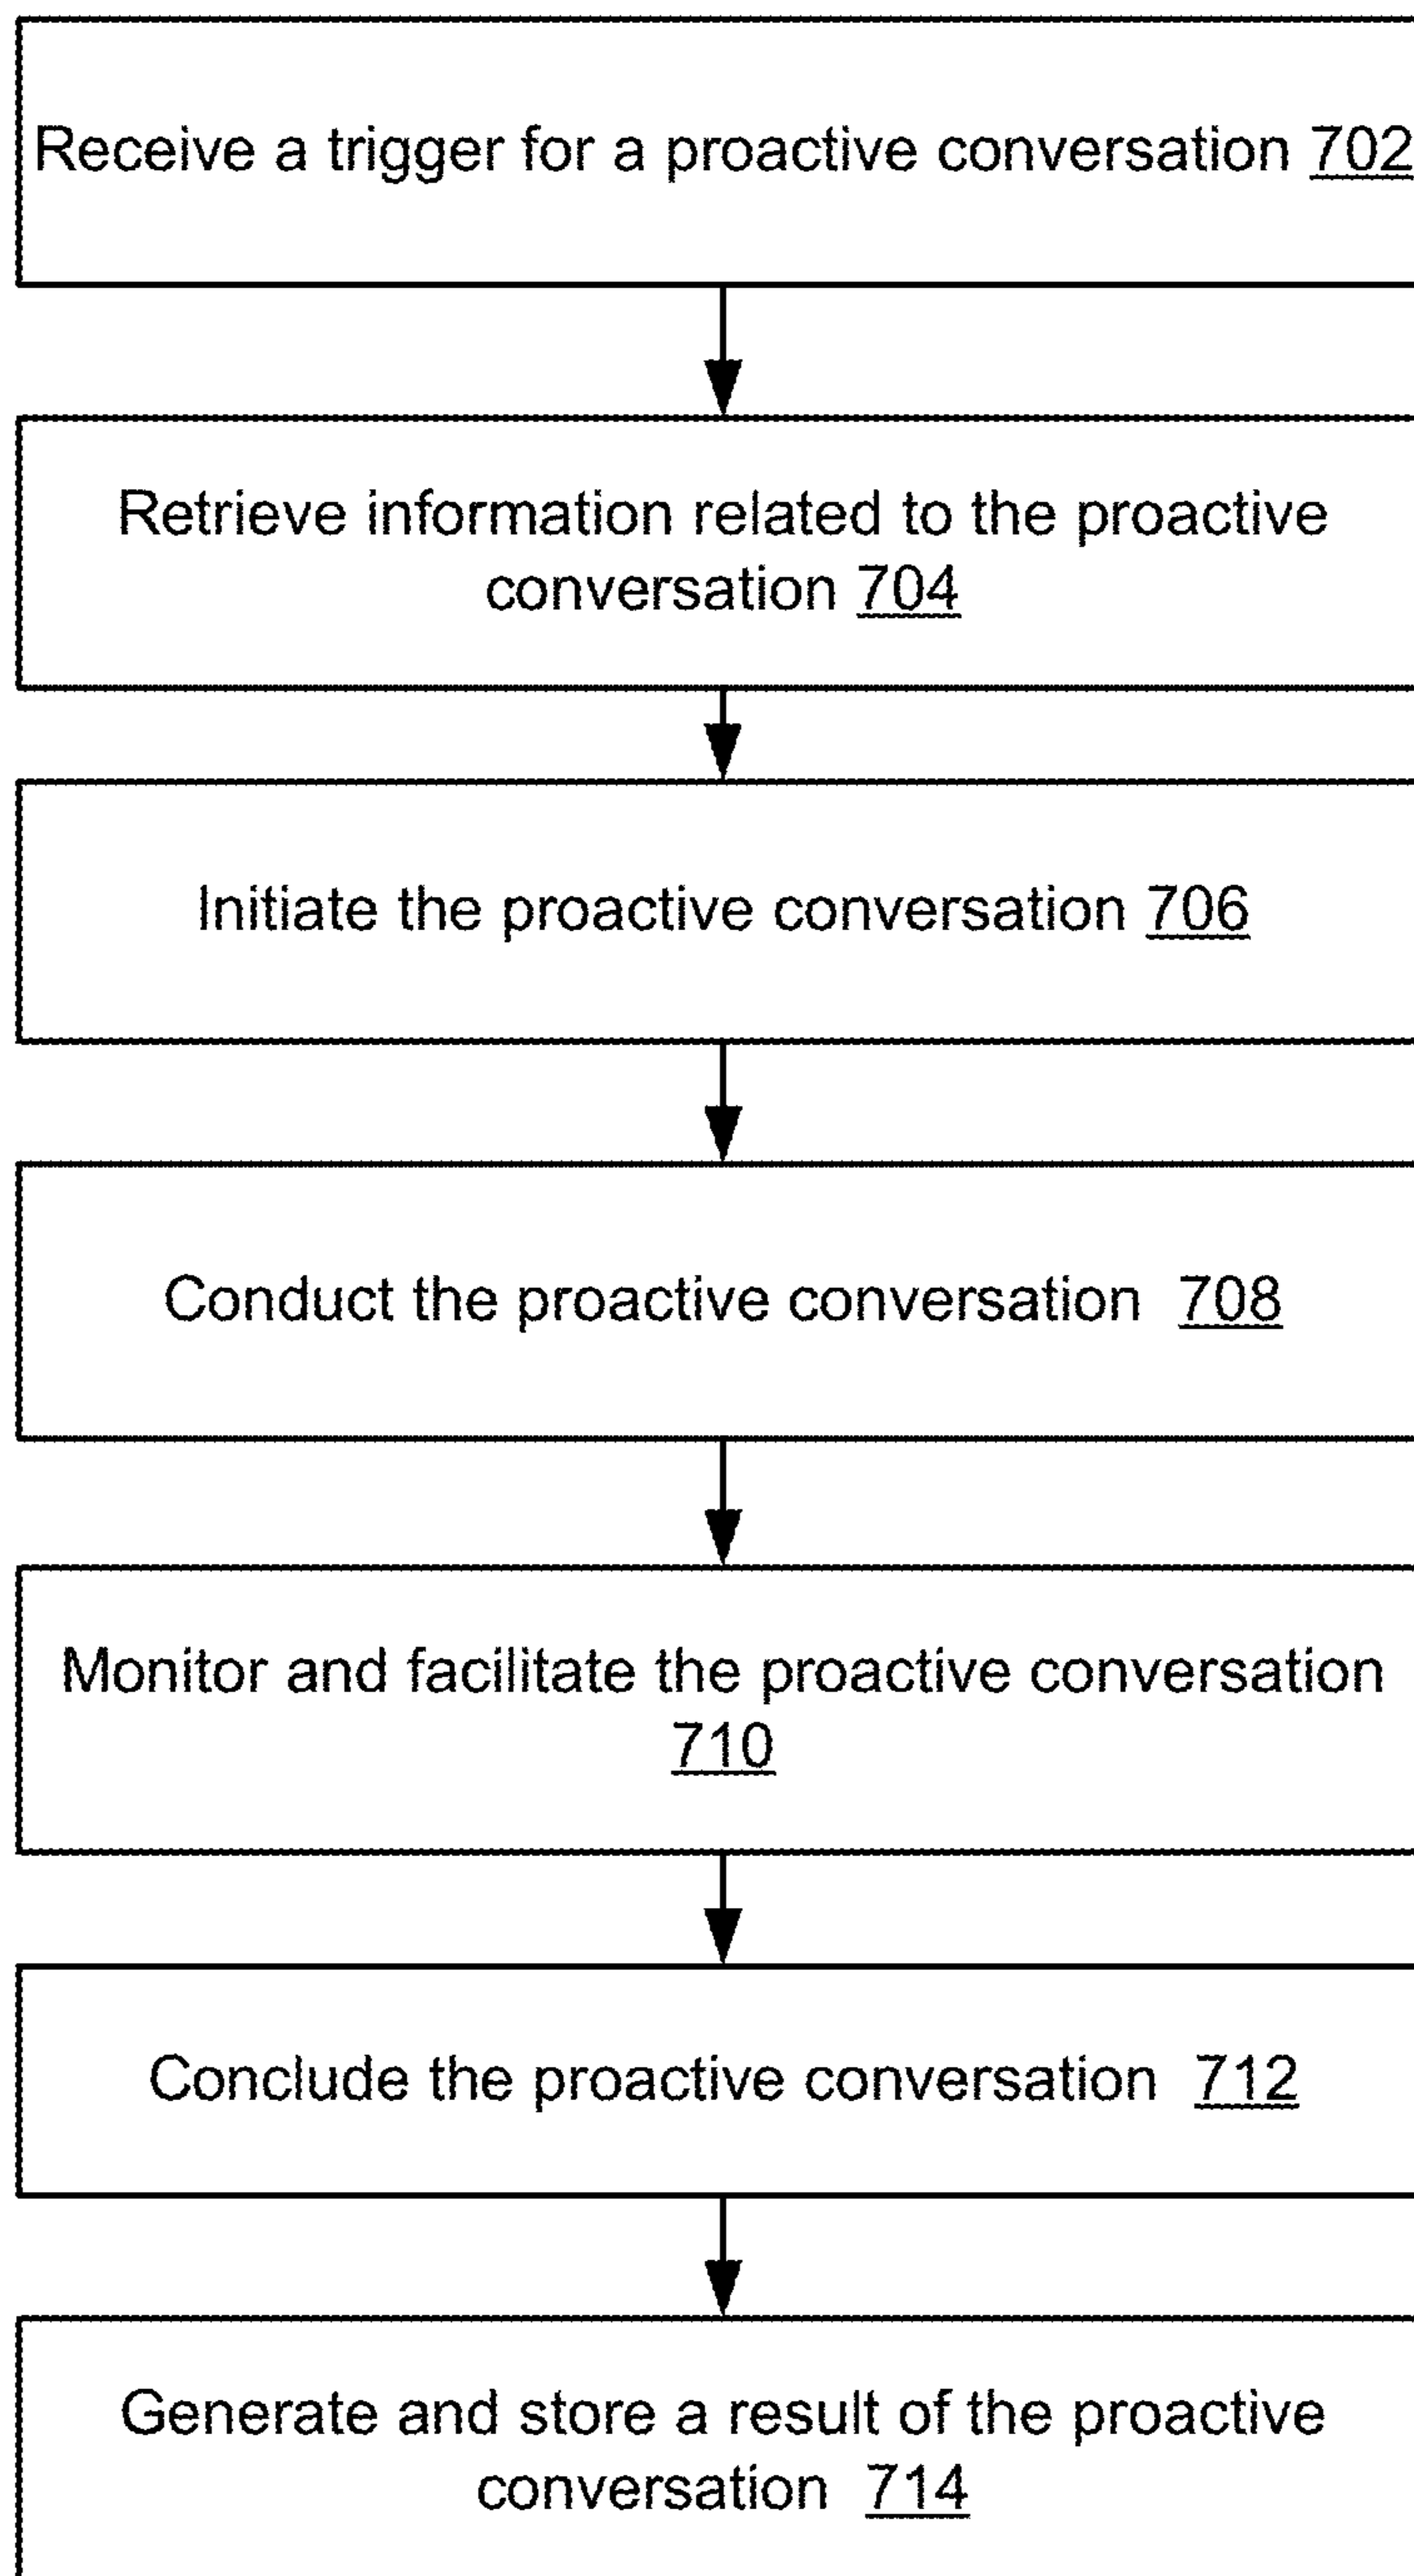 Receive a trigger for a proactive conversation 702
Retrieve information related to the proactive
conversation 704
Initiate the proactive conversation 706
Conduct the proactive conversation 708
Monitor and facilitate the proactive conversation
710
Conclude the proactive conversation 712
Generate and store a result of the proactive
conversation 714